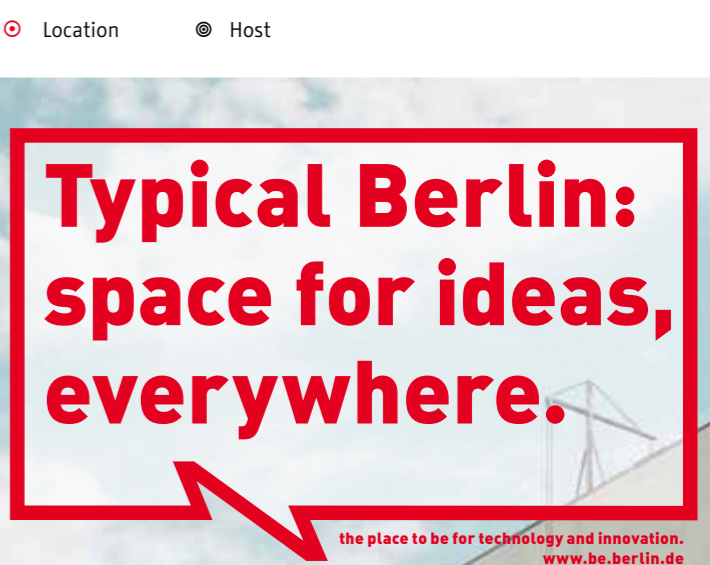 Location Host
Typical Berlin:
space for ideas,
everywhere.
the place to be for technology and innovation.
www.be.berlin.de